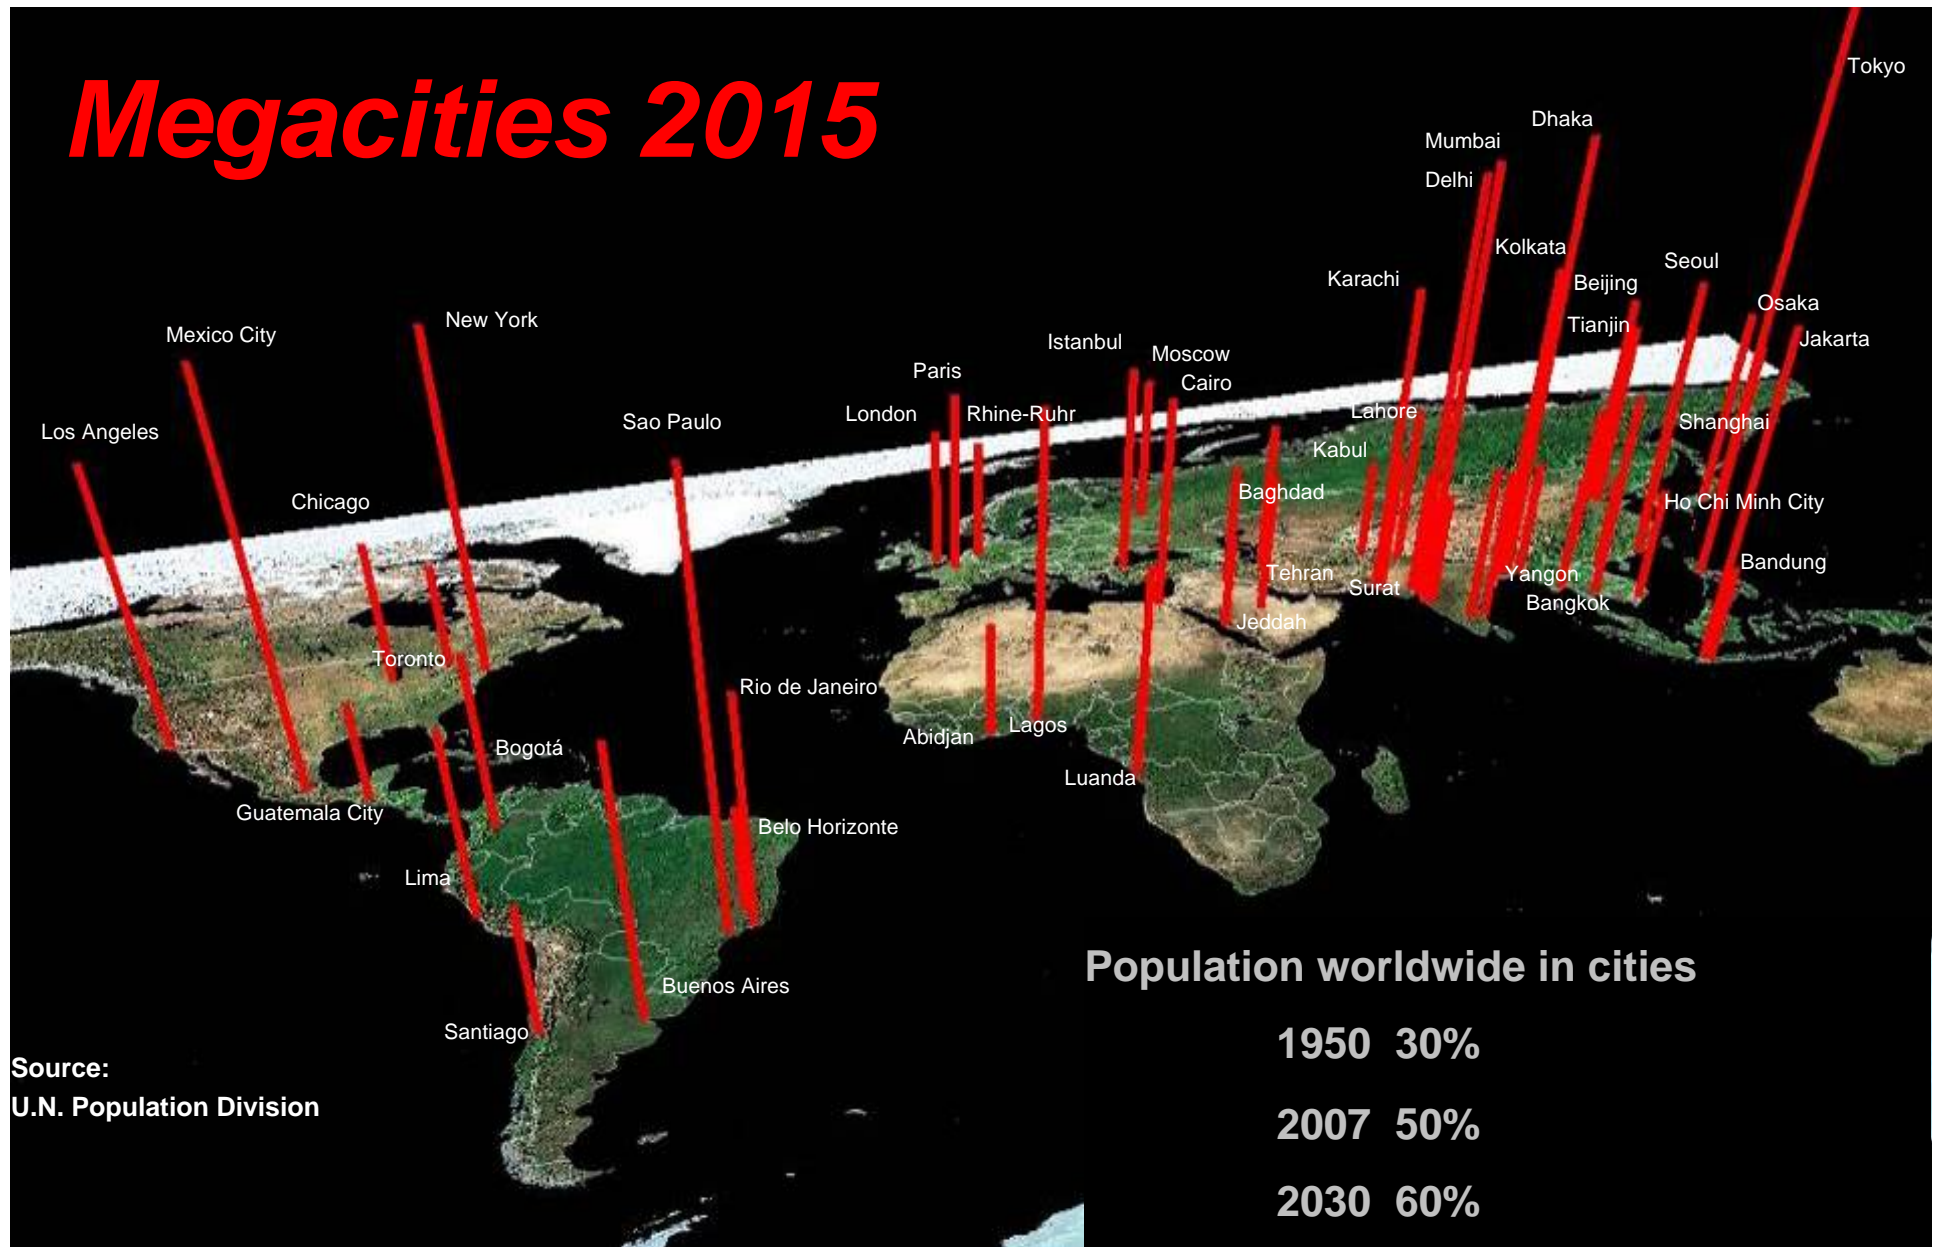 Megacities 2015
Tokyo
Dhaka
Mumbai
Delhi
Kolkata
Seoul
Karachi
Beijing
Osaka
New York
Tianjin
Mexico City
Istanbul
Jakarta
Moscow
Paris
Cairo
London
Rhine-Ruhr
Lahore
Sao Paulo
Shanghai
Los Angeles
Kabul
Baghdad
Chicago
Ho Chi Minh City
Bandung
Tehran
Yangon
Surat
Bangkok
Jeddah
Toronto
Rio de Janeiro
Lagos
Abidjan
Bogotá
Luanda
Guatemala City
Belo Horizonte
Lima
Buenos Aires
Santiago
Population worldwide in cities
1950 30%
2007 50%
2030 60%
Source:
U.N. Population Division